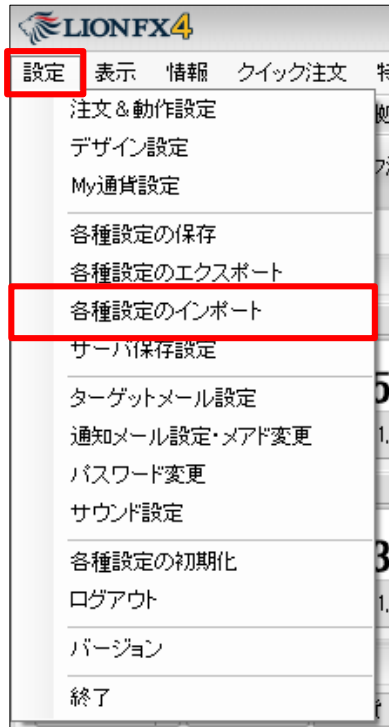 LIONFX4
設定 表示 情報 クイック注文
注文＆動作設定
デザイン設定
My通貨設定
各種設定の保存
各種設定のエクスポート
各種設定のインポート
サーバ保存設定
ターゲットメール設定
通知メール設定・メアド変更
パスワード変更
サウンド設定
各種設定の初期化
ログアウト
バージョン
終了